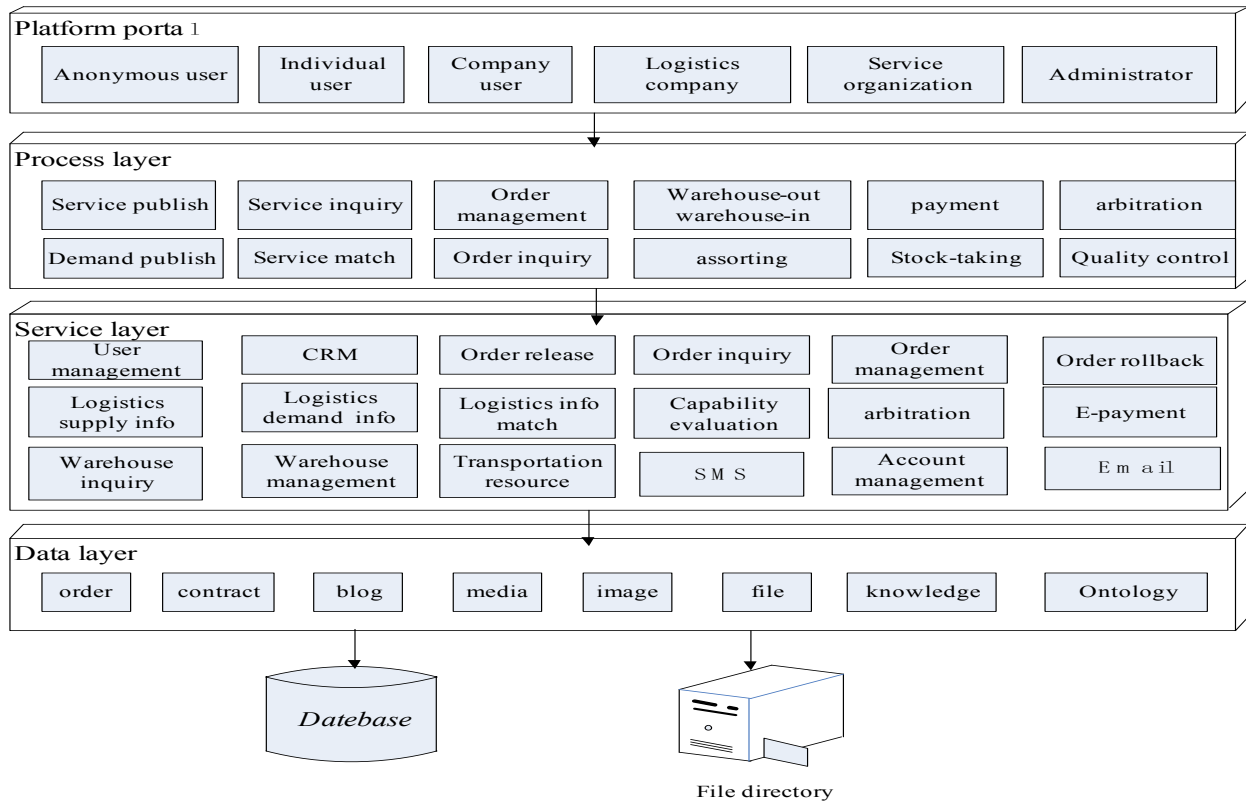 Platform portal
Anonymous user
Individual
user
Company
user
Logistics
company
Service
organization
Administrator
Process layer
Service publish
Service inquiry
Order
management
Warehouse-out
warehouse-in
payment
arbitration
Demand publish
Service match
Order inquiry
assorting
Stock-taking
Quality control
Service layer
User
management
CRM
Order release
Order inquiry
Order
management
Order rollback
Logistics
supply info
Logistics
demand info
Logistics info
match
Capability
evaluation
arbitration
E-payment
Warehouse
inquiry
Warehouse
management
Transportation
resource
SMS
Account
management
Email
Data layer
order
contract
blog
media
image
file
knowledge
Ontology
Datebase
File directory